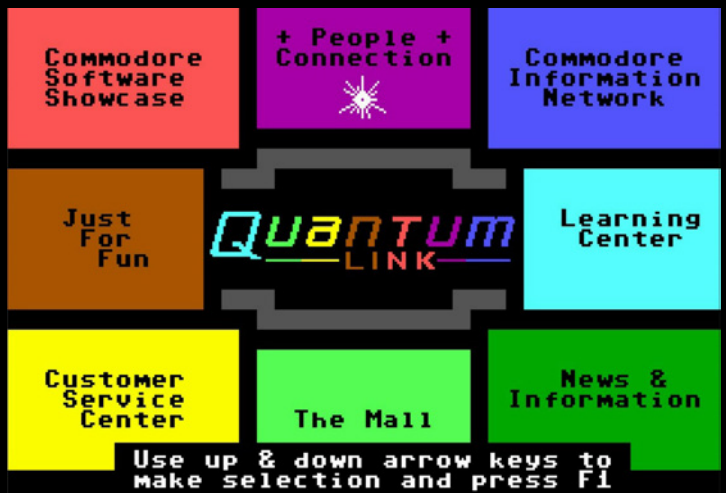 Commodore
Software
Showcase
+ People +
Connection
Commodore
Information
Network
Just
For
Fun
Quantum
LINK
Learning
Center
Customer
Service
Center
The Mall
News &
Information
Use up & down arrow keys to
make selection and press F1